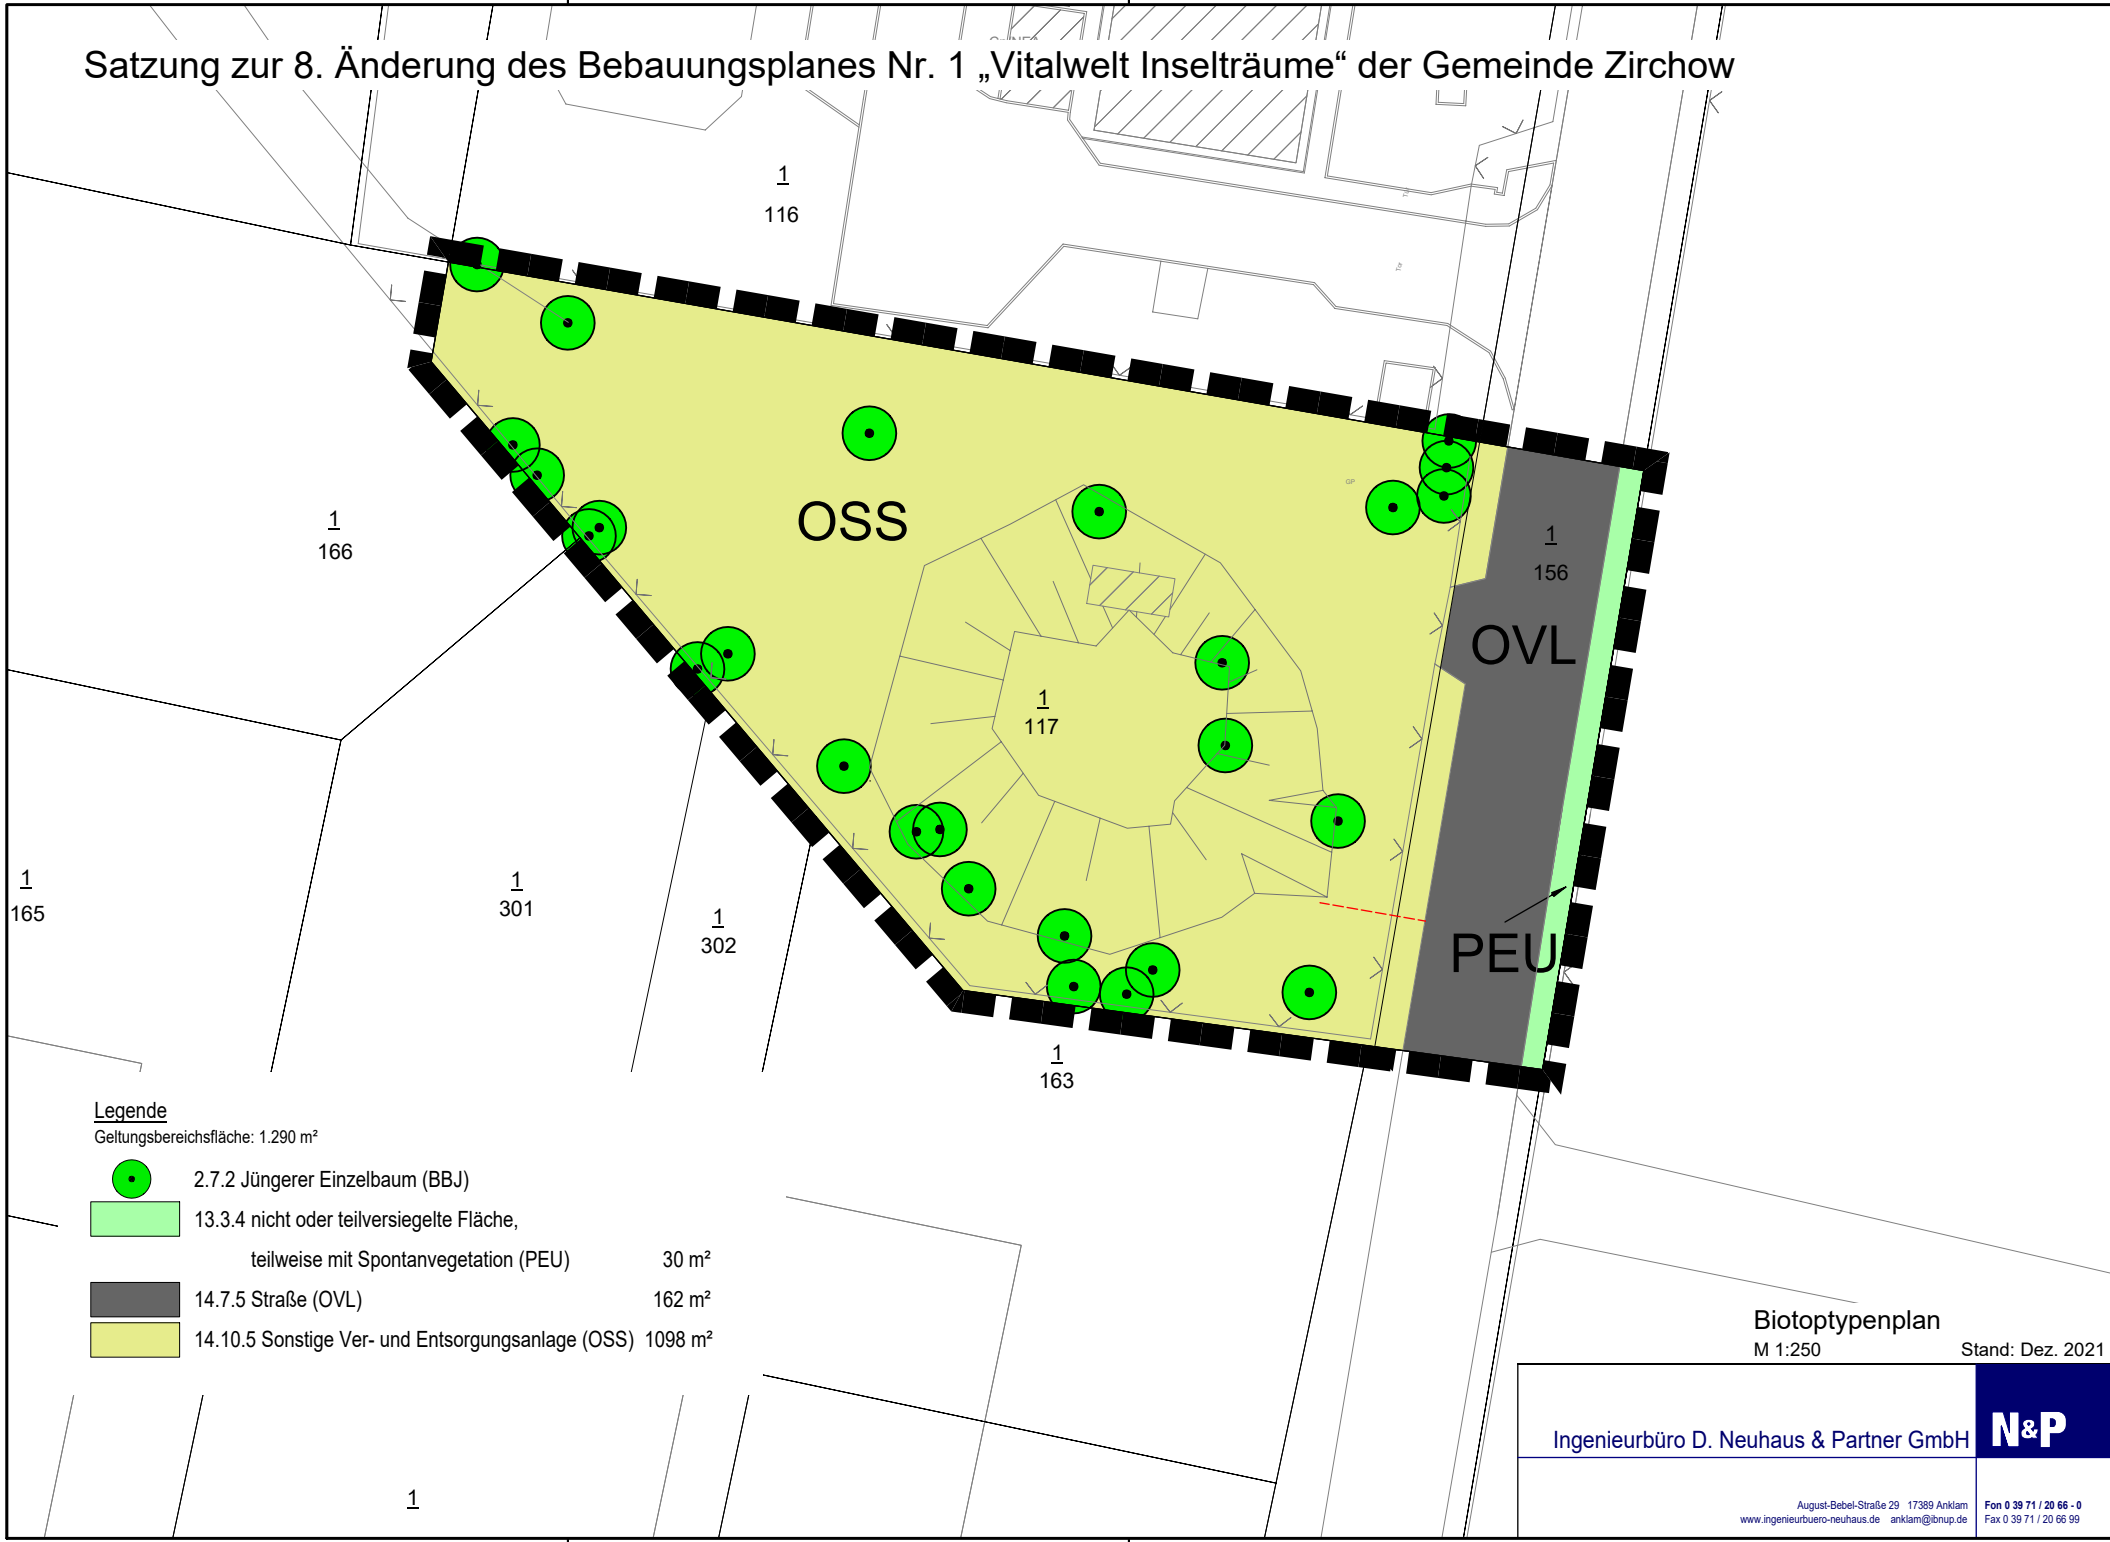 Satzung zur 8. Änderung des Bebauungsplanes Nr. 1 „Vitalwelt Inselträume“ der Gemeinde Zirchow
1
116
1
166
OSS
GP
1
156
OVL
1
117
PEU
1
165
1
301
1
302
1
163
Legende
Geltungsbereichsfläche: 1.290 m²
2.7.2 Jüngerer Einzelbaum (BBJ)
13.3.4 nicht oder teilversiegelte Fläche,
teilweise mit Spontanvegetation (PEU) 30 m²
14.7.5 Straße (OVL) 162 m²
14.10.5 Sonstige Ver- und Entsorgungsanlage (OSS) 1098 m²
1
Biotoptypenplan
M 1:250 Stand: Dez. 2021
Ingenieurbüro D. Neuhaus & Partner GmbH
N&P
August-Bebel-Straße 29 17389 Anklam
www.ingenieurbuero-neuhaus.de anklam@ibnup.de
Fon 0 39 71 / 20 66 - 0
Fax 0 39 71 / 20 66 99